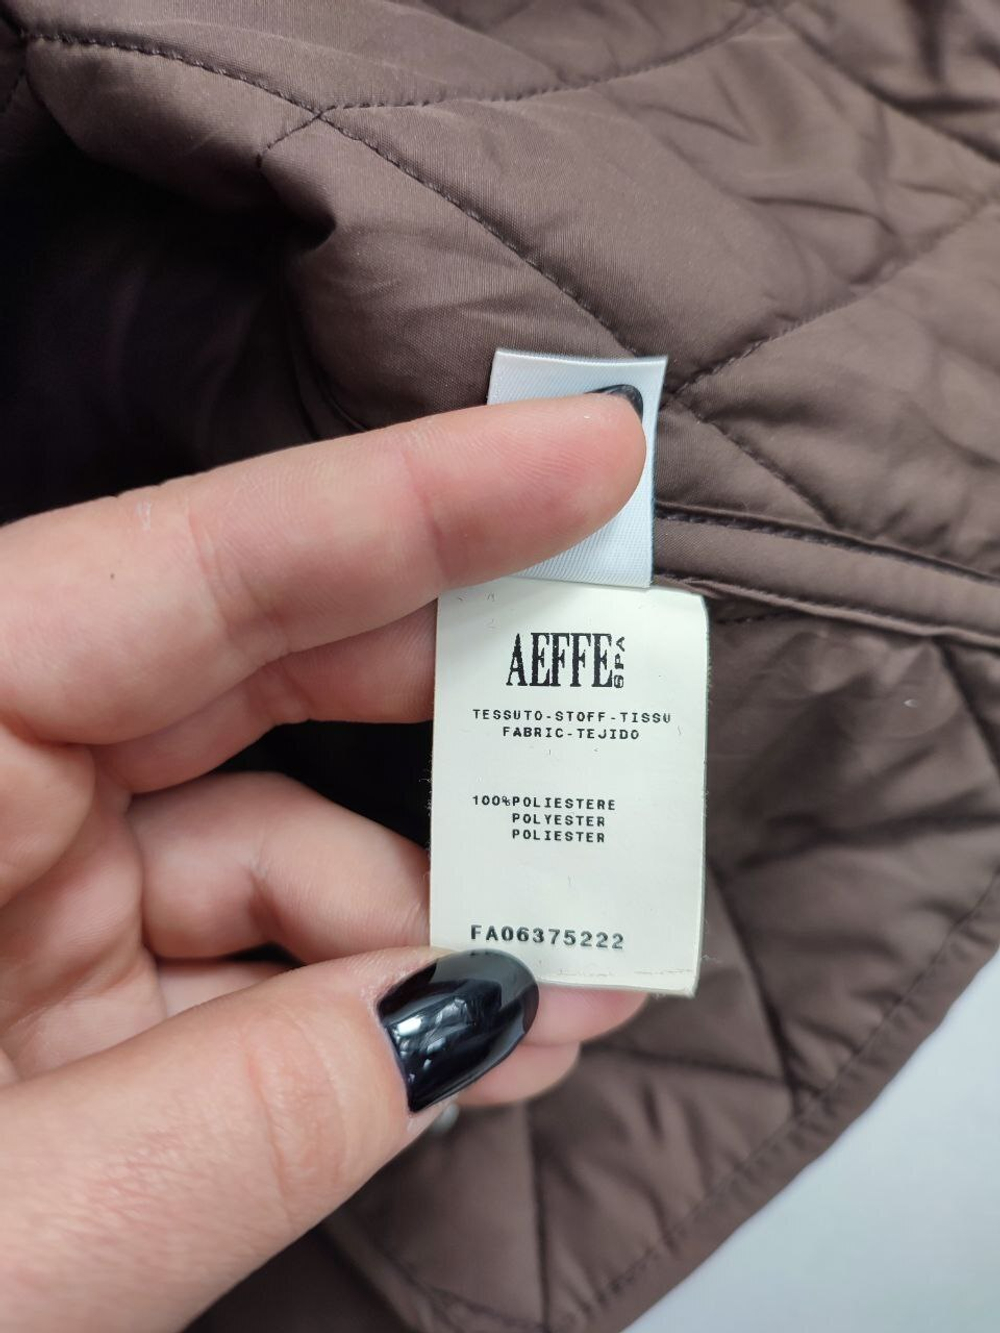 AEFFE SPA
TESSUTO-STOFF-TISSU
FABRIC-TEJIDO
100%POLIESTERE
POLYESTER
POLIESTER
FA06375222